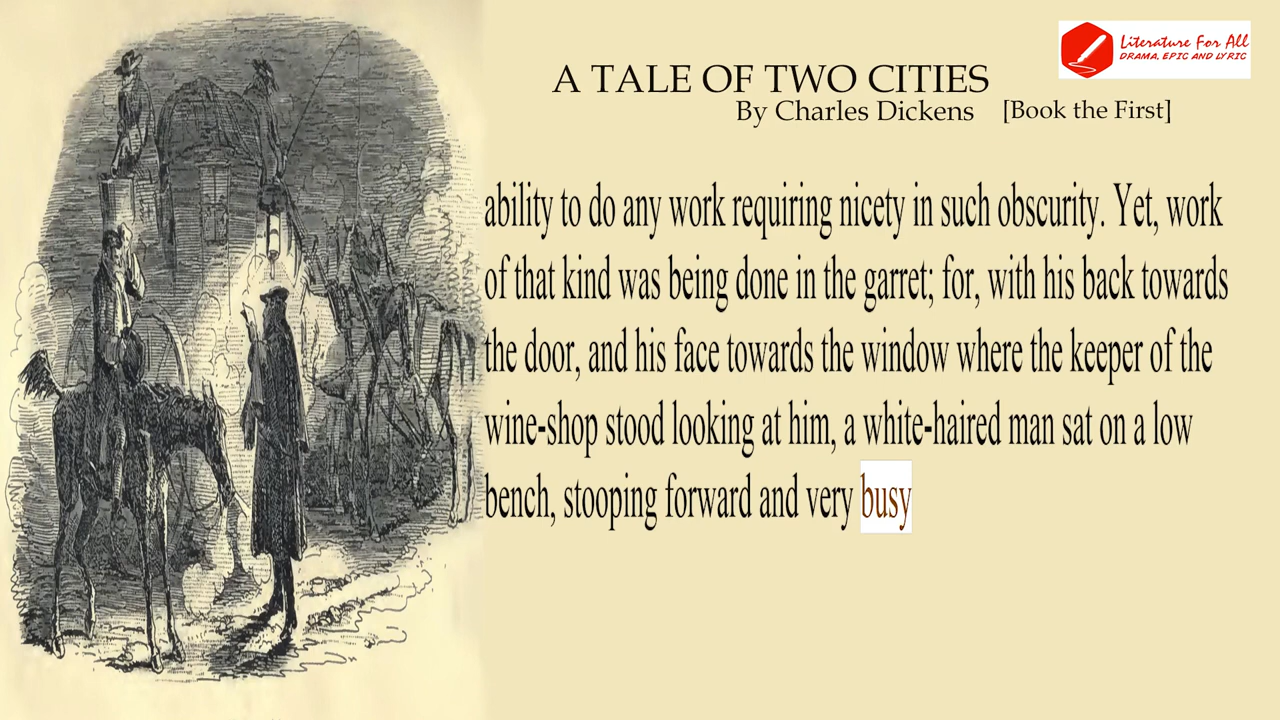 Literature For All
DRAMA, EPIC AND LYRIC
A TALE OF TWO CITIES
By Charles Dickens [Book the First]
ability to do any work requiring nicety in such obscurity. Yet, work
of that kind was being done in the garret; for, with his back towards
the door, and his face towards the window where the keeper of the
wine-shop stood looking at him, a white-haired man sat on a low
bench, stooping forward and very busy